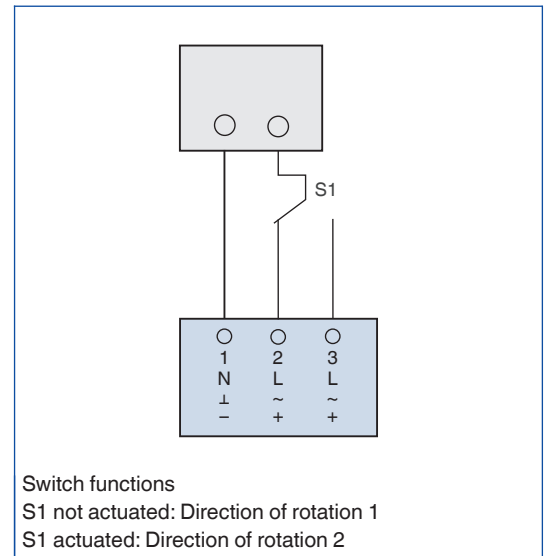 S1
1 2 3
N L L
⊥ ~ ~
– + +
Switch functions
S1 not actuated: Direction of rotation 1
S1 actuated: Direction of rotation 2